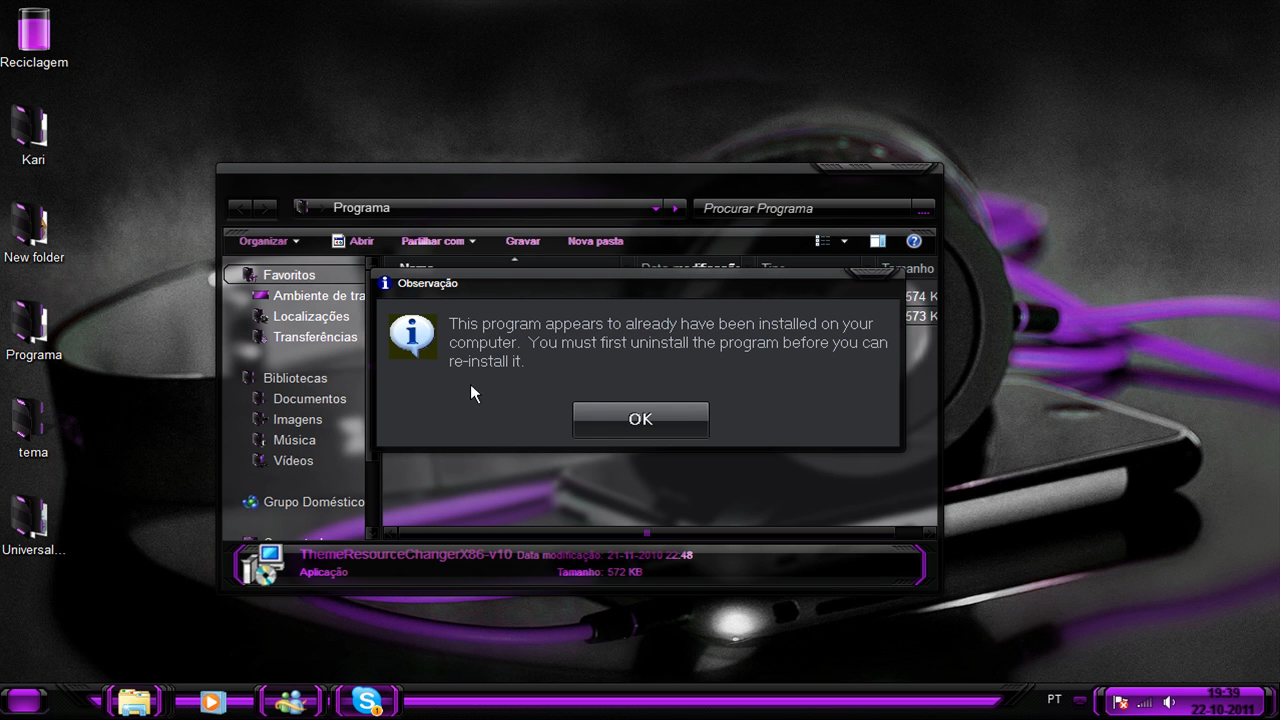 Reciclagem
Kari
New folder
Programa
tema
Universal...
Programa
Procurar Programa
Organizar
Abrir
Partilhar com
Gravar
Nova pasta
Nome
Data modificação
Tipo
Tamanho
574 K
573 K
Favoritos
Ambiente de tra
Localizações
Transferências
Bibliotecas
Documentos
Imagens
Música
Vídeos
Grupo Doméstico
Observação
This program appears to already have been installed on your
computer. You must first uninstall the program before you can
re-install it.
OK
ThemeResourceChangerX86-v10 Data modificação: 21-11-2010 22:48
Aplicação
Tamanho: 572 KB
PT
19:39
22-10-2011